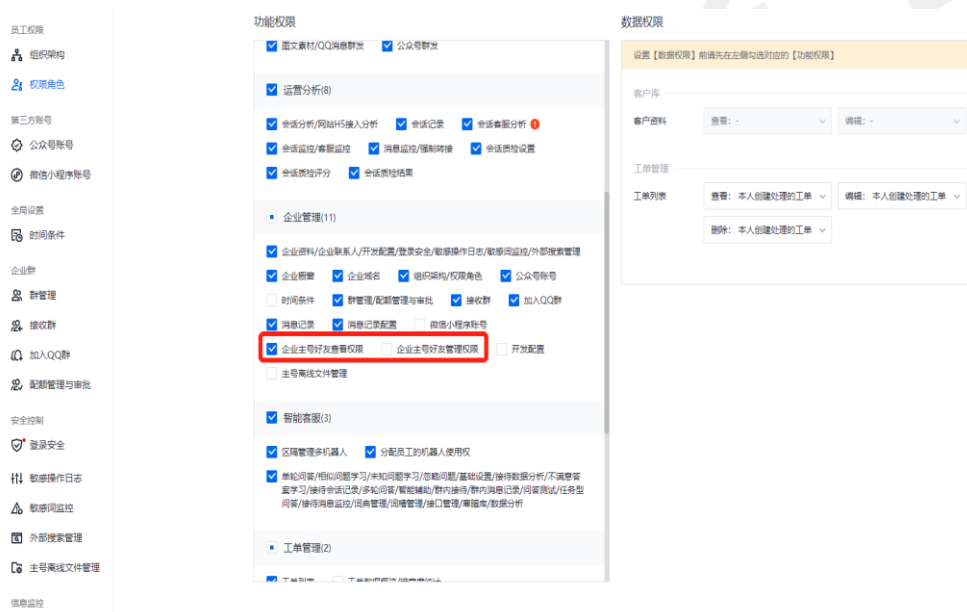 员工权限
组织架构
权限角色
第三方账号
公众号账号
微信小程序账号
全局设置
时间条件
企业群
群管理
接收群
加入QQ群
配额管理与审批
安全控制
登录安全
敏感操作日志
敏感词监控
外部搜索管理
主号离线文件管理
信息监控
功能权限
图文素材/QQ消息群发 公众号群发
运营分析(8)
会话分析/网站H5接入分析 会话记录 会话客服分析
会话监控/客服监控 消息监控/强制转接 会话质检设置
会话质检评分 会话质检结果
企业管理(11)
企业资料/企业联系人/开发配置/登录安全/敏感操作日志/敏感词监控/外部搜索管理
企业橱窗 企业域名 组织架构/权限角色 公众号账号
时间条件 群管理/配额管理与审批 接收群 加入QQ群
消息记录 消息记录配置 微信小程序账号
企业主号好友查看权限 企业主号好友管理权限 开发配置
主号离线文件管理
智能客服(3)
区隔管理多机器人 分配员工的机器人使用权
单轮问答/相似问题学习/未知问题学习/忽略问题/基础设置/接待数据分析/不满意答
案学习/接待会话记录/多轮问答/智能辅助/群内接待/群内消息记录/问答测试/任务型
问答/接待消息监控/词典管理/词槽管理/接口管理/寒暄库/数据分析
工单管理(2)
数据权限
设置【数据权限】前请先在左侧勾选对应的【功能权限】
客户库
客户资料 查看：- 编辑：-
工单管理
工单列表 查看： 本人创建处理的工单 编辑： 本人创建处理的工单
删除： 本人创建处理的工单